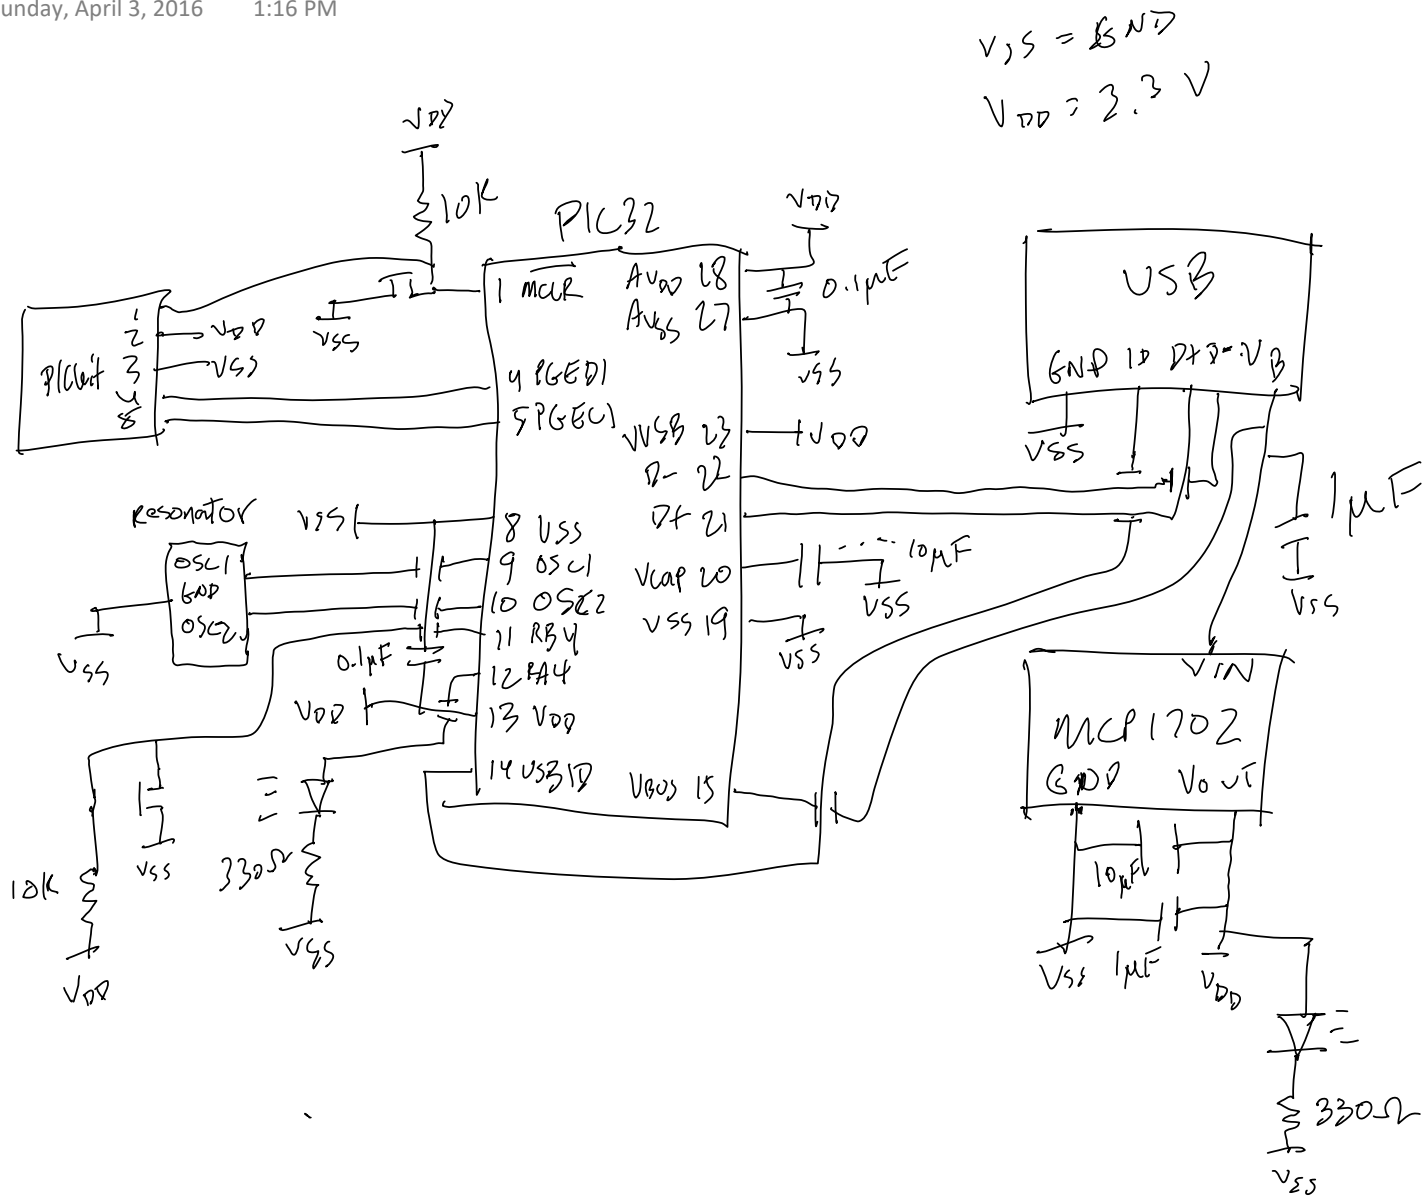 unday, April 3, 2016 1:16 PM
VSS = GND
VDD = 3.3 V
VDD
10K
PIC32
VDD
0.1µF
VSS
1 MCLR
AVDD 28
AVSS 27
VSS
PICkit
1
2
3
4
8
VDD
VSS
4 PGED1
5 PGEC1
VUSB 23
VDD
D- 22
D+ 21
VCAP 20
10µF
VSS
VSS 19
VSS
USB
GND ID D+ D- VB
VSS
1µF
VSS
Resonator
OSC1
GND
OSC2
VSS
VSS
8 VSS
9 OSC1
10 OSC2
11 RB4
0.1µF
12 RA4
VDD
13 VDD
14 USBID
VBUS 15
VIN
MCP1702
GND VOUT
10µF
1µF
VSS
VDD
330Ω
VSS
VSS
10K
VDD
330Ω
VSS